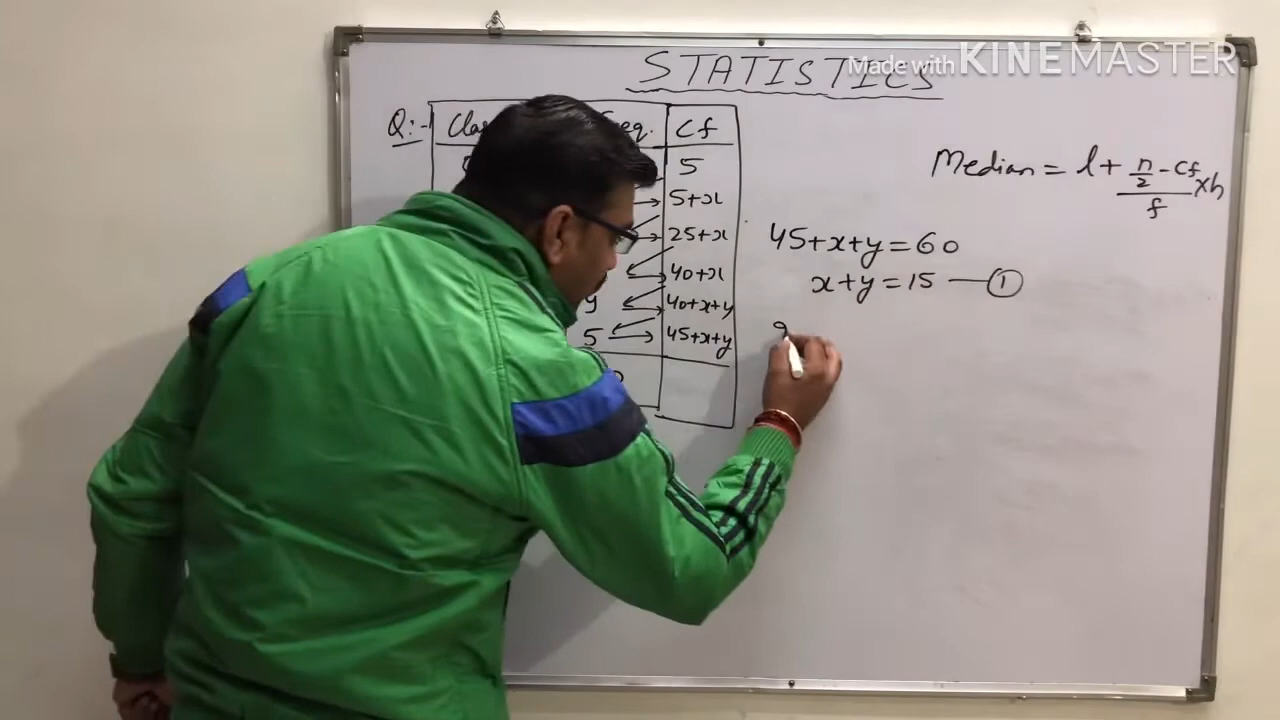 STATISTICS
Made with KINEMASTER
Q:- Cf
5
5+x
25+x
40+x
y 40+x+y
5 45+x+y
Median = l + n/2 - cf / f × h
45+x+y=60
x+y=15 — ①